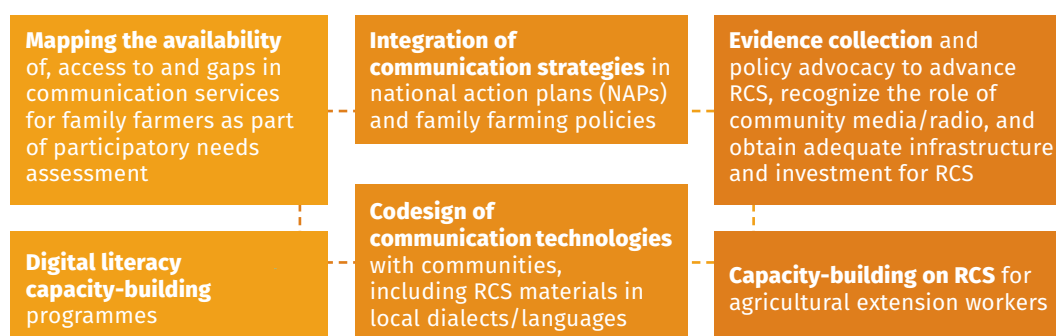 Mapping the availability
of, access to and gaps in
communication services
for family farmers as part
of participatory needs
assessment
Integration of
communication strategies in
national action plans (NAPs)
and family farming policies
Evidence collection and
policy advocacy to advance
RCS, recognize the role of
community media/radio, and
obtain adequate infrastructure
and investment for RCS
Digital literacy
capacity-building
programmes
Codesign of
communication technologies
with communities,
including RCS materials in
local dialects/languages
Capacity-building on RCS for
agricultural extension workers